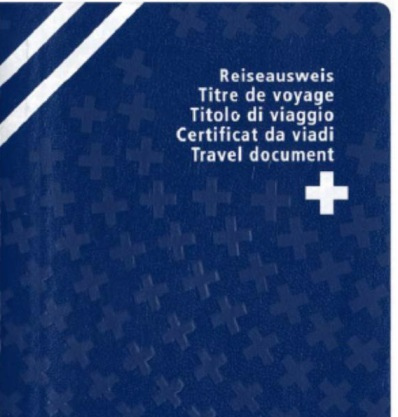 Reiseausweis
Titre de voyage
Titolo di viaggio
Certificat da viadi
Travel document